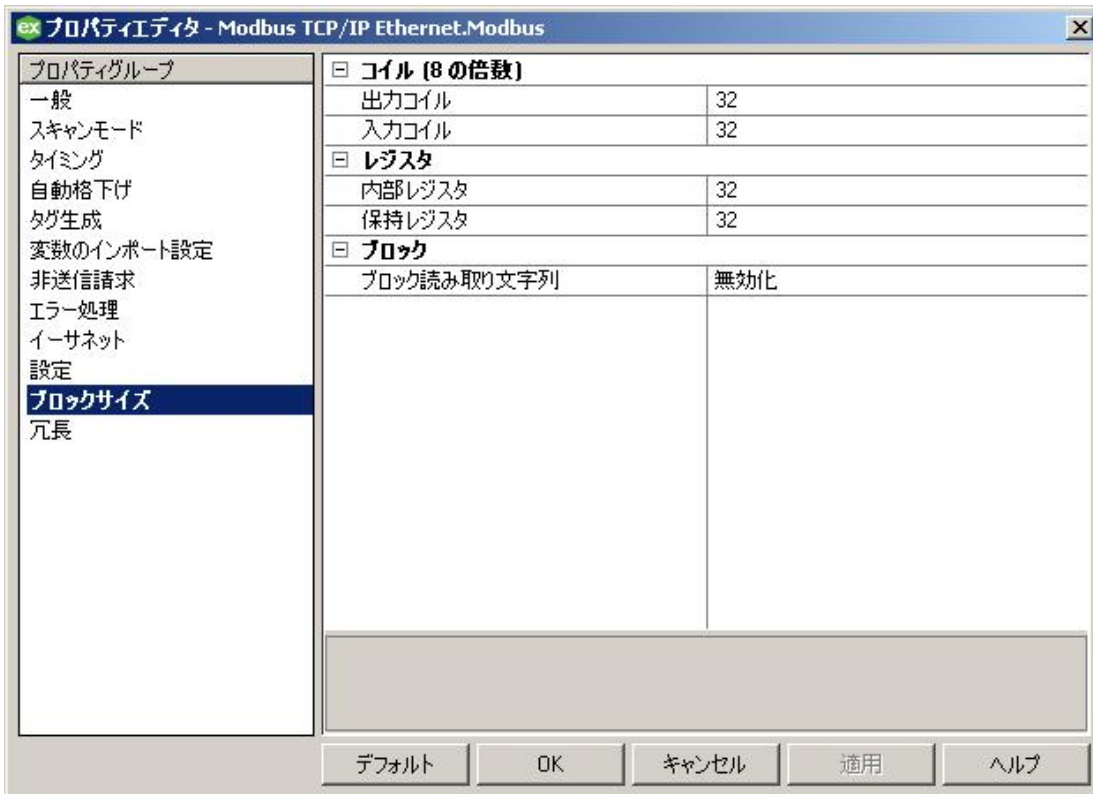 ex プロパティエディタ - Modbus TCP/IP Ethernet.Modbus
プロパティグループ
一般
スキャンモード
タイミング
自動格下げ
タグ生成
変数のインポート設定
非送信請求
エラー処理
イーサネット
設定
ブロックサイズ
冗長
コイル (8 の倍数)
出力コイル 32
入力コイル 32
レジスタ
内部レジスタ 32
保持レジスタ 32
ブロック
ブロック読み取り文字列 無効化
デフォルト OK キャンセル 適用 ヘルプ